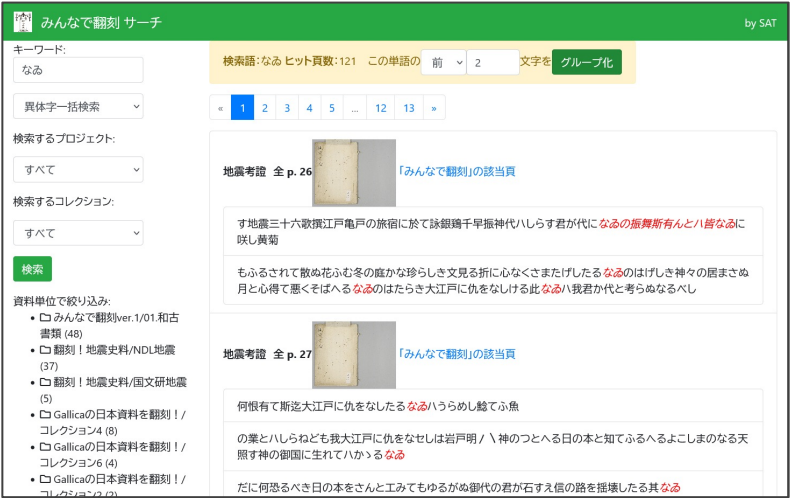 みんなで翻刻 サーチ
by SAT
キーワード:
なゐ
異体字一括検索
検索するプロジェクト:
すべて
検索するコレクション:
すべて
検索
資料単位で絞り込み:
みんなで翻刻ver.1/01.和古
書類 (48)
翻刻！地震史料/NDL地震
(37)
翻刻！地震史料/国文研地震
(5)
Gallicaの日本資料を翻刻！/
コレクション4 (8)
Gallicaの日本資料を翻刻！/
コレクション6 (4)
Gallicaの日本資料を翻刻！/
コレクション2 (2)
検索語:なゐ ヒット頁数:121 この単語の 前 2 文字を グループ化
« 1 2 3 4 5 ... 12 13 »
地震考證 全 p. 26 「みんなで翻刻」の該当頁
す地震三十六歌撰江戸亀戸の旅宿に於て詠銀鶏千早振神代ハしらす君が代になゐの振舞斯有んとハ皆なゐに
咲し黄菊
もふるされて散ぬ花ふむ冬の庭かな珍らしき文見る折に心なくさまたげしたるなゐのはげしき神々の居まさぬ
月と心得て悪くそばへるなゐのはたらき大江戸に仇をなしける此なゐハ我君か代と考らぬなるべし
地震考證 全 p. 27 「みんなで翻刻」の該当頁
何恨有て斯迄大江戸に仇をなしたるなゐハうらめし鯰てふ魚
の業とハしらねども我大江戸に仇をなせしは岩戸明〳〵神のつとへる日の本と知てふるへるよこしまのなる天
照す神の御国に生れてハかゝるなゐ
だに何恐るべき日の本をさんと工みてもゆるがぬ御代の君が石すえ信の路を揺壊したる其なゐ